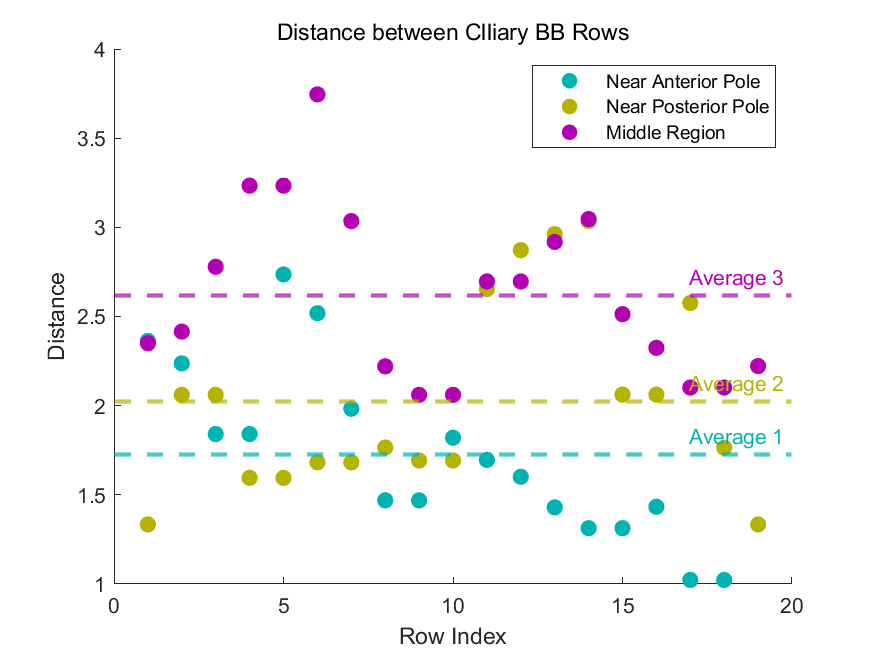 Distance between CIliary BB Rows
4
3.5
3
2.5
2
1.5
1
Distance
Near Anterior Pole
Near Posterior Pole
Middle Region
Average 3
Average 2
Average 1
0 5 10 15 20
Row Index